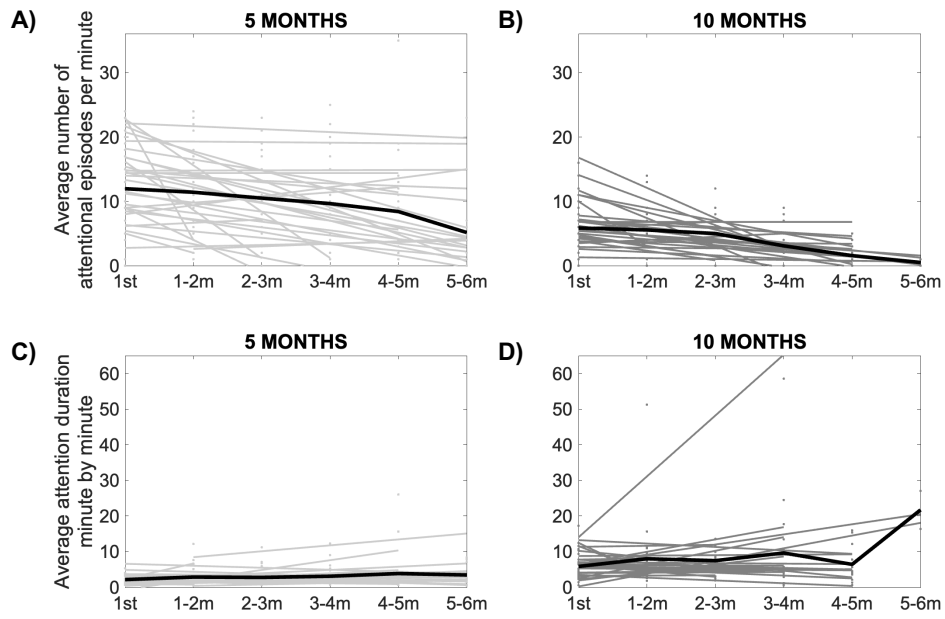 A) 5 MONTHS
Average number of
attentional episodes per minute
30
20
10
0
1st 1-2m 2-3m 3-4m 4-5m 5-6m
B) 10 MONTHS
30
20
10
0
1st 1-2m 2-3m 3-4m 4-5m 5-6m
C) 5 MONTHS
Average attention duration
minute by minute
60
50
40
30
20
10
0
1st 1-2m 2-3m 3-4m 4-5m 5-6m
D) 10 MONTHS
60
50
40
30
20
10
0
1st 1-2m 2-3m 3-4m 4-5m 5-6m